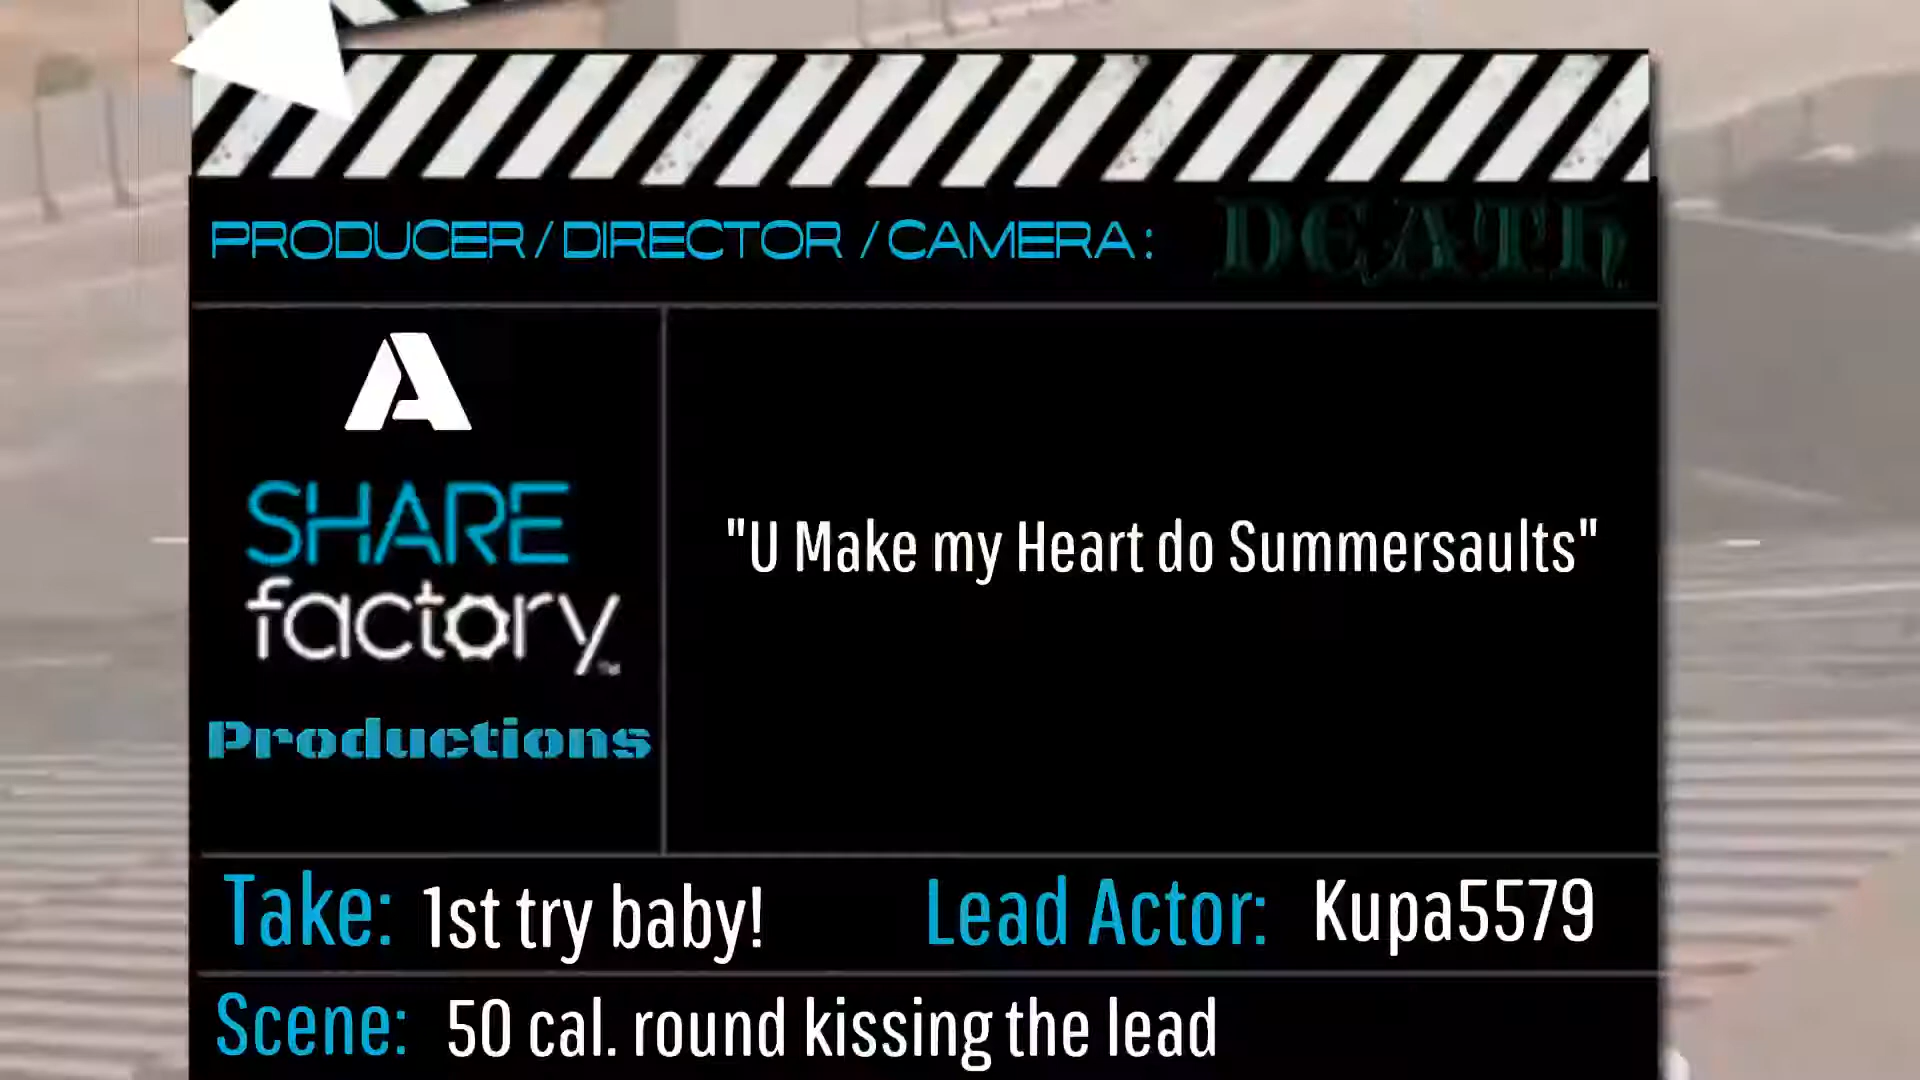 PRODUCER / DIRECTOR / CAMERA : DEATH
A
SHARE
factory™
Productions
"U Make my Heart do Summersaults"
Take: 1st try baby! Lead Actor: Kupa5579
Scene: 50 cal. round kissing the lead